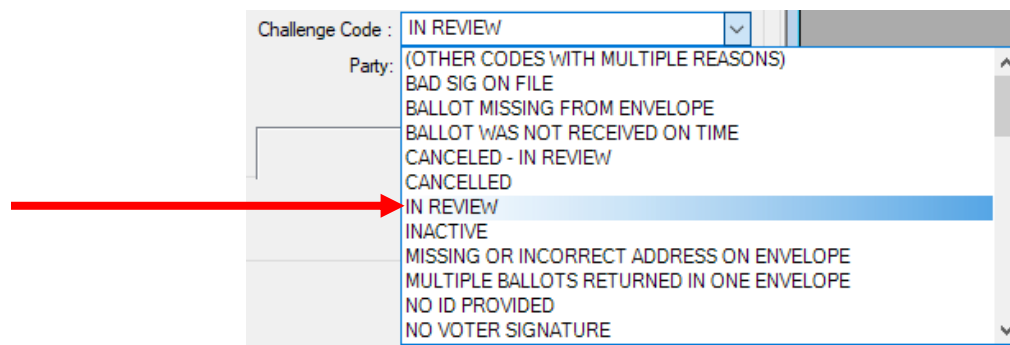 Challenge Code : IN REVIEW
Party:
(OTHER CODES WITH MULTIPLE REASONS)
BAD SIG ON FILE
BALLOT MISSING FROM ENVELOPE
BALLOT WAS NOT RECEIVED ON TIME
CANCELED - IN REVIEW
CANCELLED
IN REVIEW
INACTIVE
MISSING OR INCORRECT ADDRESS ON ENVELOPE
MULTIPLE BALLOTS RETURNED IN ONE ENVELOPE
NO ID PROVIDED
NO VOTER SIGNATURE